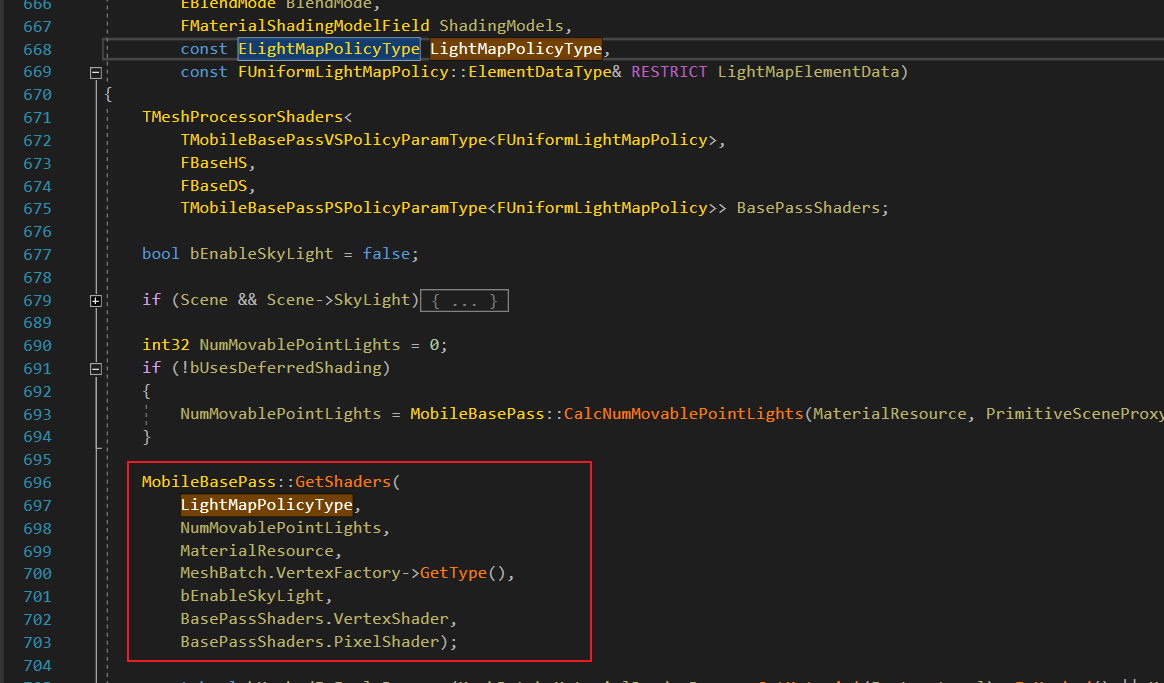 666 EBlendMode BlendMode,
667 FMaterialShadingModelField ShadingModels,
668 const ELightMapPolicyType LightMapPolicyType,
669 const FUniformLightMapPolicy::ElementDataType& RESTRICT LightMapElementData)
670 {
671 TMeshProcessorShaders<
672 TMobileBasePassVSPolicyParamType<FUniformLightMapPolicy>,
673 FBaseHS,
674 FBaseDS,
675 TMobileBasePassPSPolicyParamType<FUniformLightMapPolicy>> BasePassShaders;
676
677 bool bEnableSkyLight = false;
678
679 if (Scene && Scene->SkyLight) { ... }
689
690 int32 NumMovablePointLights = 0;
691 if (!bUsesDeferredShading)
692 {
693 NumMovablePointLights = MobileBasePass::CalcNumMovablePointLights(MaterialResource, PrimitiveSceneProxy
694 }
695
696 MobileBasePass::GetShaders(
697 LightMapPolicyType,
698 NumMovablePointLights,
699 MaterialResource,
700 MeshBatch.VertexFactory->GetType(),
701 bEnableSkyLight,
702 BasePassShaders.VertexShader,
703 BasePassShaders.PixelShader);
704